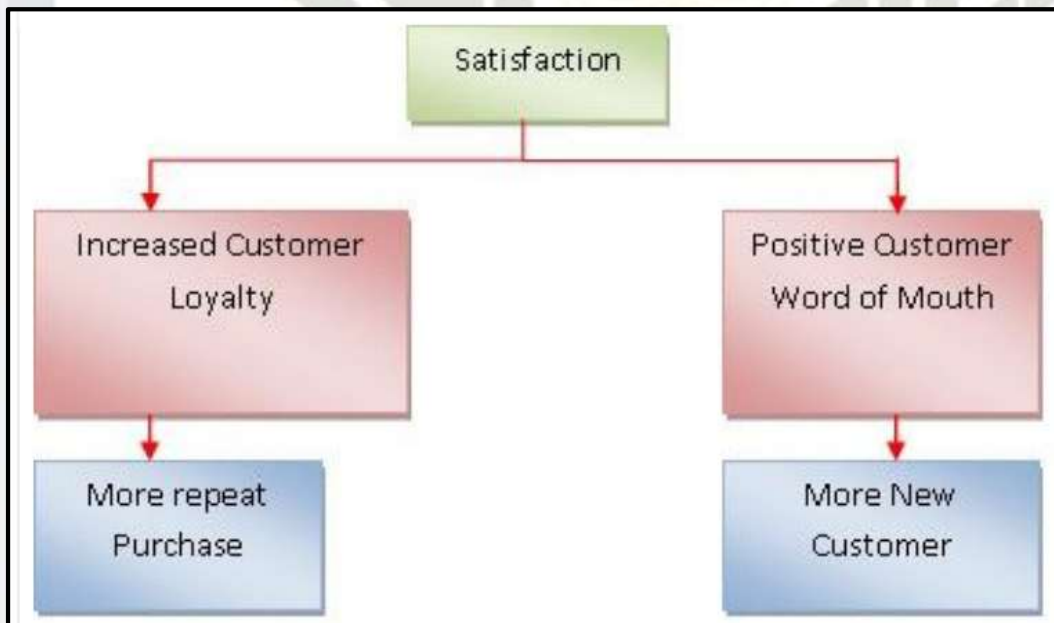 Satisfaction
Increased Customer
Loyalty
Positive Customer
Word of Mouth
More repeat
Purchase
More New
Customer